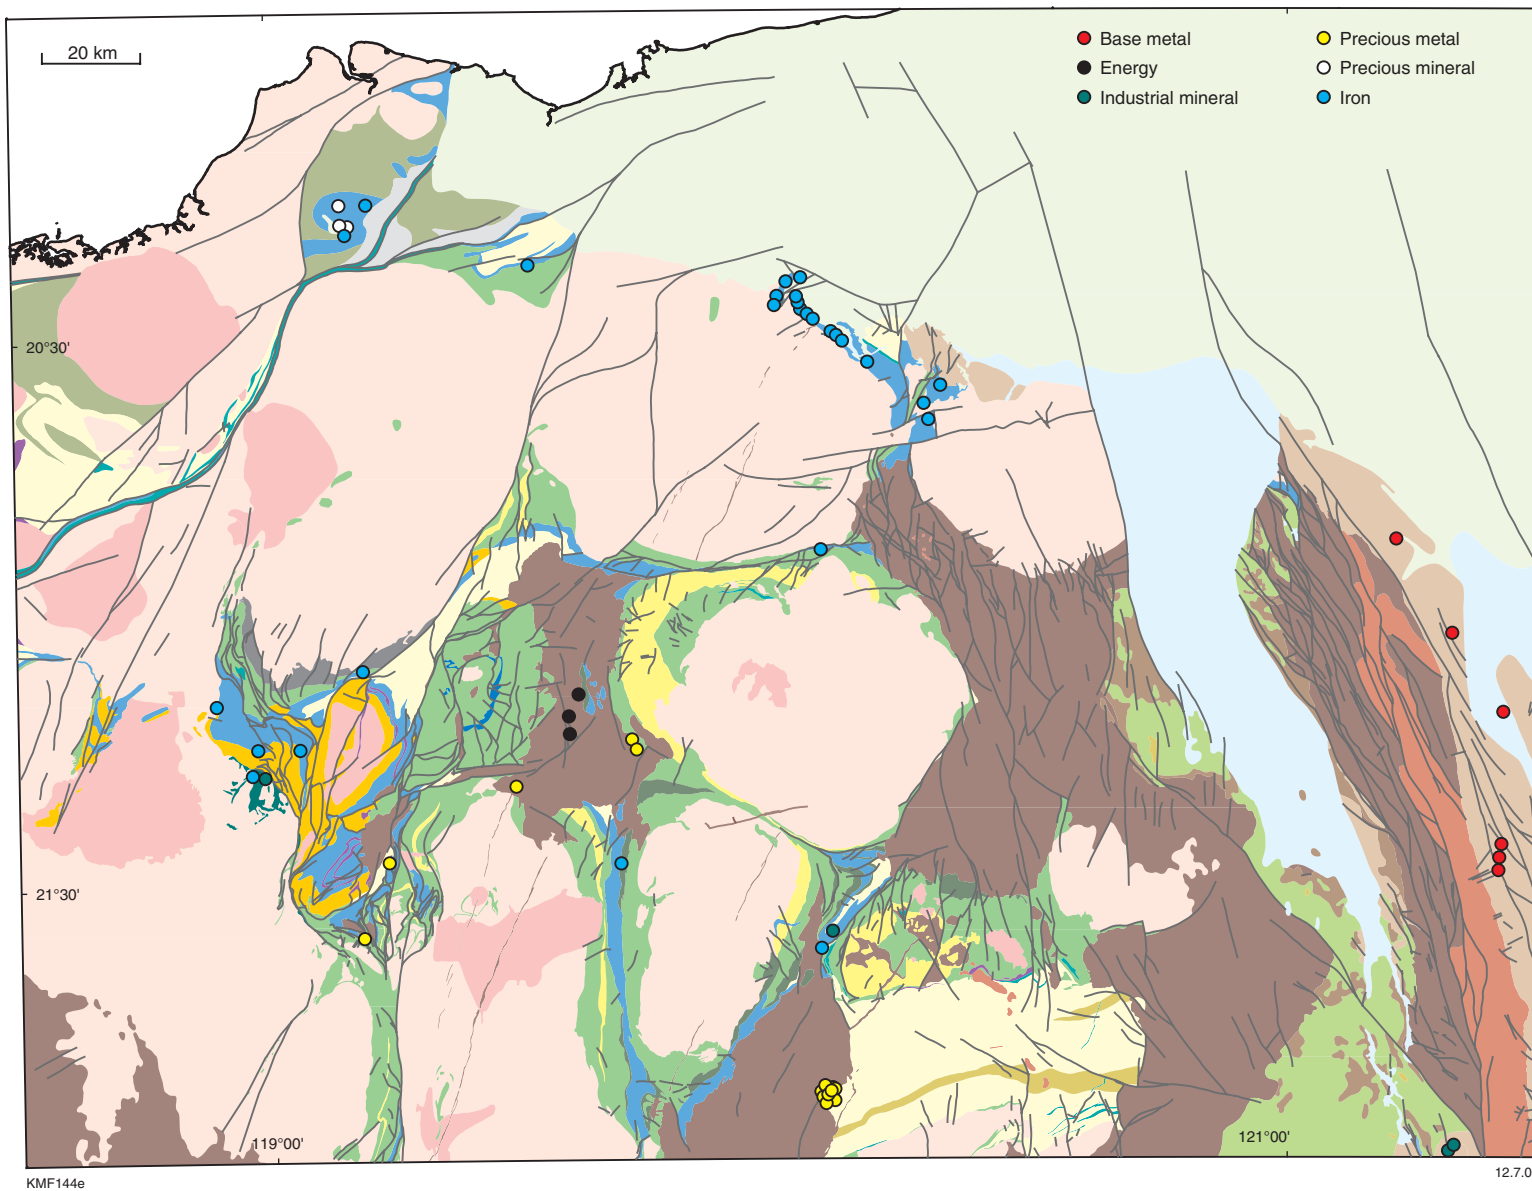 20 km
Base metal
Energy
Industrial mineral
Precious metal
Precious mineral
Iron
20°30'
21°30'
119°00'
121°00'
KMF144e
12.7.0